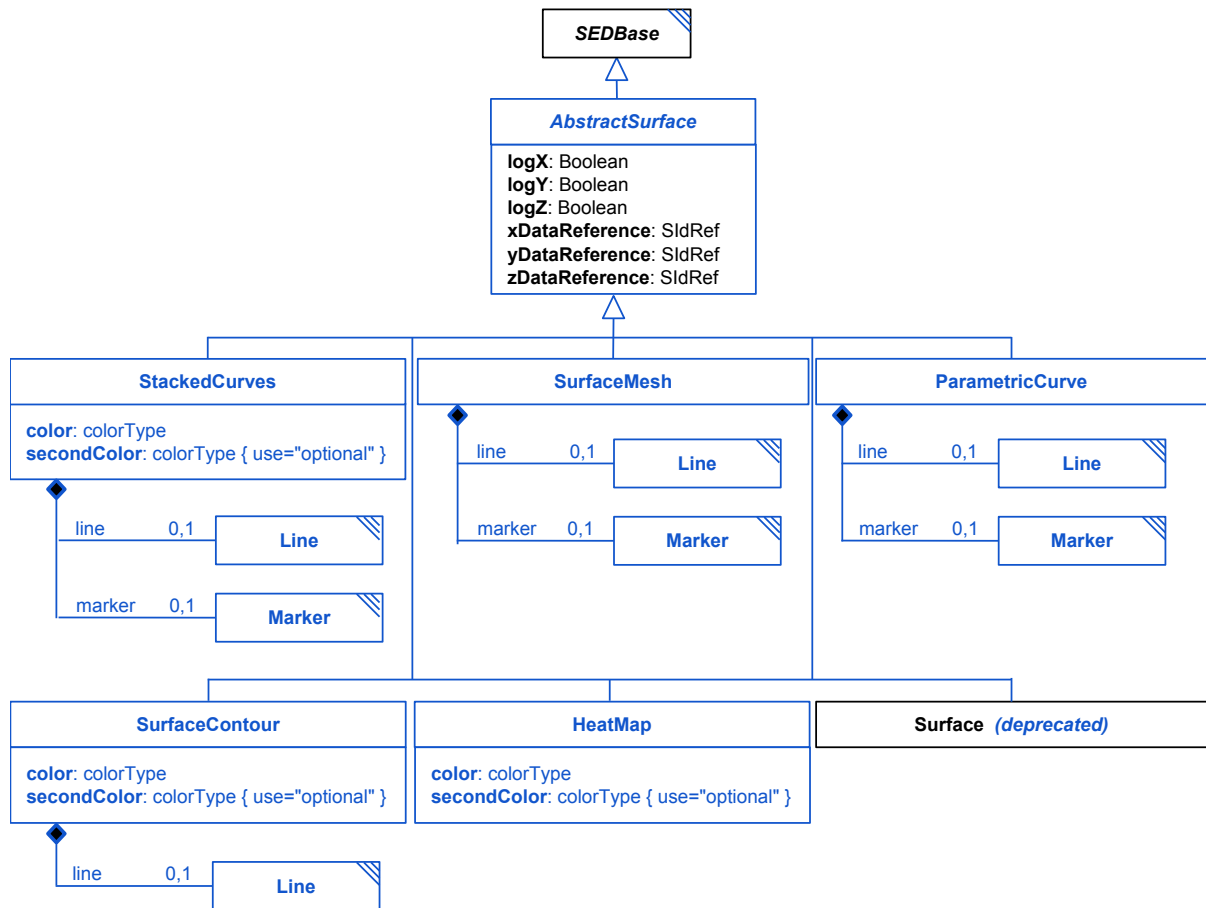 SEDBase
AbstractSurface
logX: Boolean
logY: Boolean
logZ: Boolean
xDataReference: SIdRef
yDataReference: SIdRef
zDataReference: SIdRef
StackedCurves
color: colorType
secondColor: colorType { use="optional" }
line 0,1 Line
marker 0,1 Marker
SurfaceMesh
line 0,1 Line
marker 0,1 Marker
ParametricCurve
line 0,1 Line
marker 0,1 Marker
SurfaceContour
color: colorType
secondColor: colorType { use="optional" }
line 0,1 Line
HeatMap
color: colorType
secondColor: colorType { use="optional" }
Surface (deprecated)